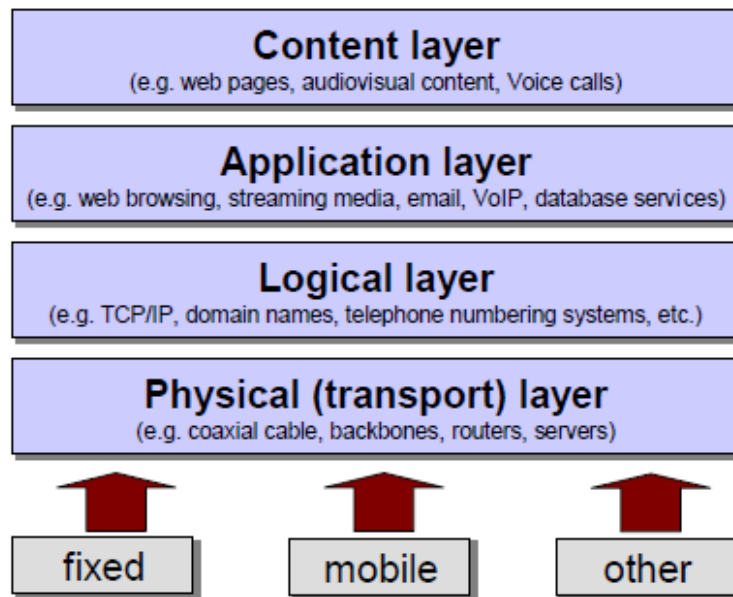 Content layer
(e.g. web pages, audiovisual content, Voice calls)
Application layer
(e.g. web browsing, streaming media, email, VoIP, database services)
Logical layer
(e.g. TCP/IP, domain names, telephone numbering systems, etc.)
Physical (transport) layer
(e.g. coaxial cable, backbones, routers, servers)
fixed mobile other